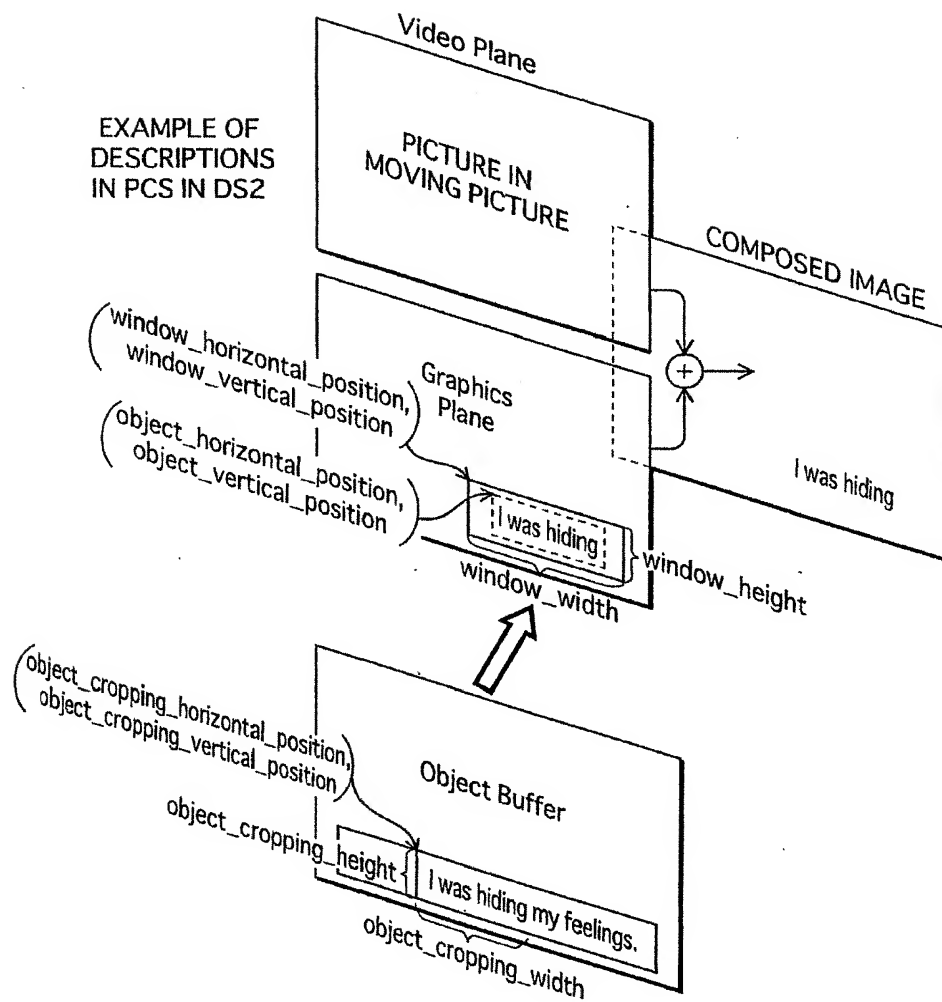 Video Plane
EXAMPLE OF
DESCRIPTIONS
IN PCS IN DS2
PICTURE IN
MOVING PICTURE
COMPOSED IMAGE
(window_horizontal_position,
window_vertical_position)
Graphics
Plane
(object_horizontal_position,
object_vertical_position)
+
I was hiding
I was hiding
window_height
window_width
(object_cropping_horizontal_position,
object_cropping_vertical_position)
Object Buffer
object_cropping_height
I was hiding my feelings.
object_cropping_width